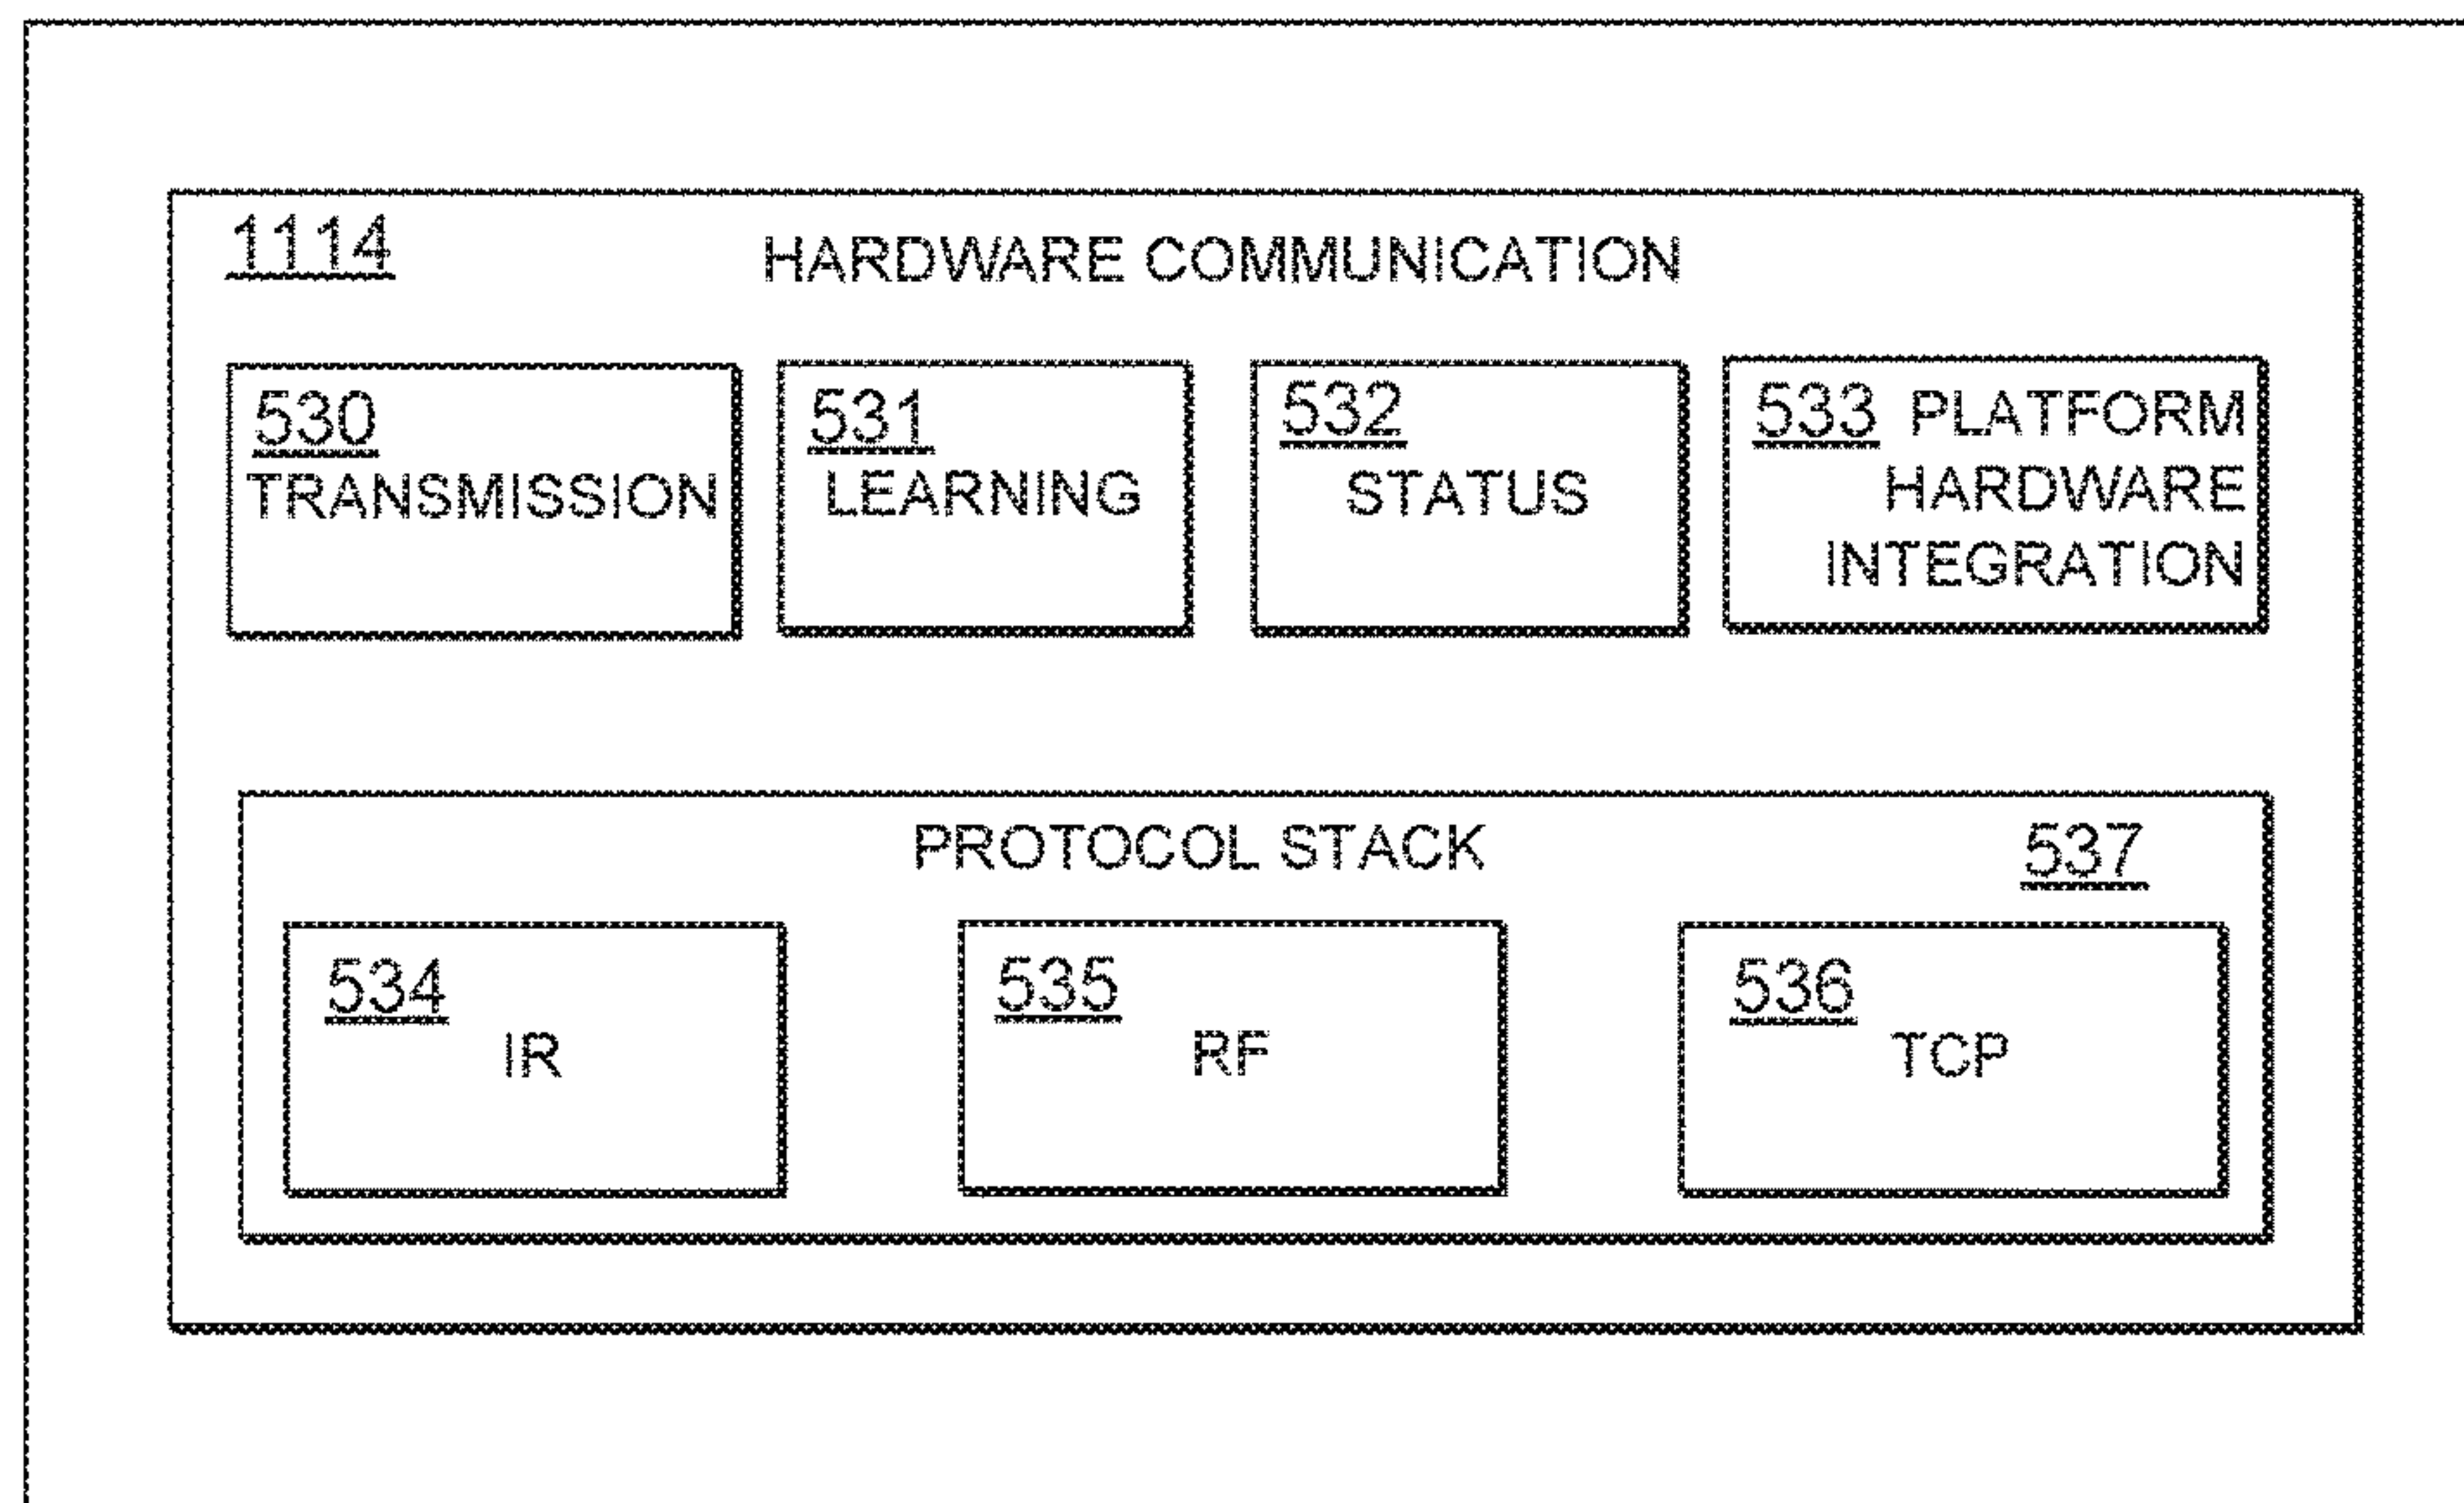 1114 HARDWARE COMMUNICATION
530
TRANSMISSION
531
LEARNING
532
STATUS
533 PLATFORM
HARDWARE
INTEGRATION
PROTOCOL STACK 537
534
IR
535
RF
536
TCP